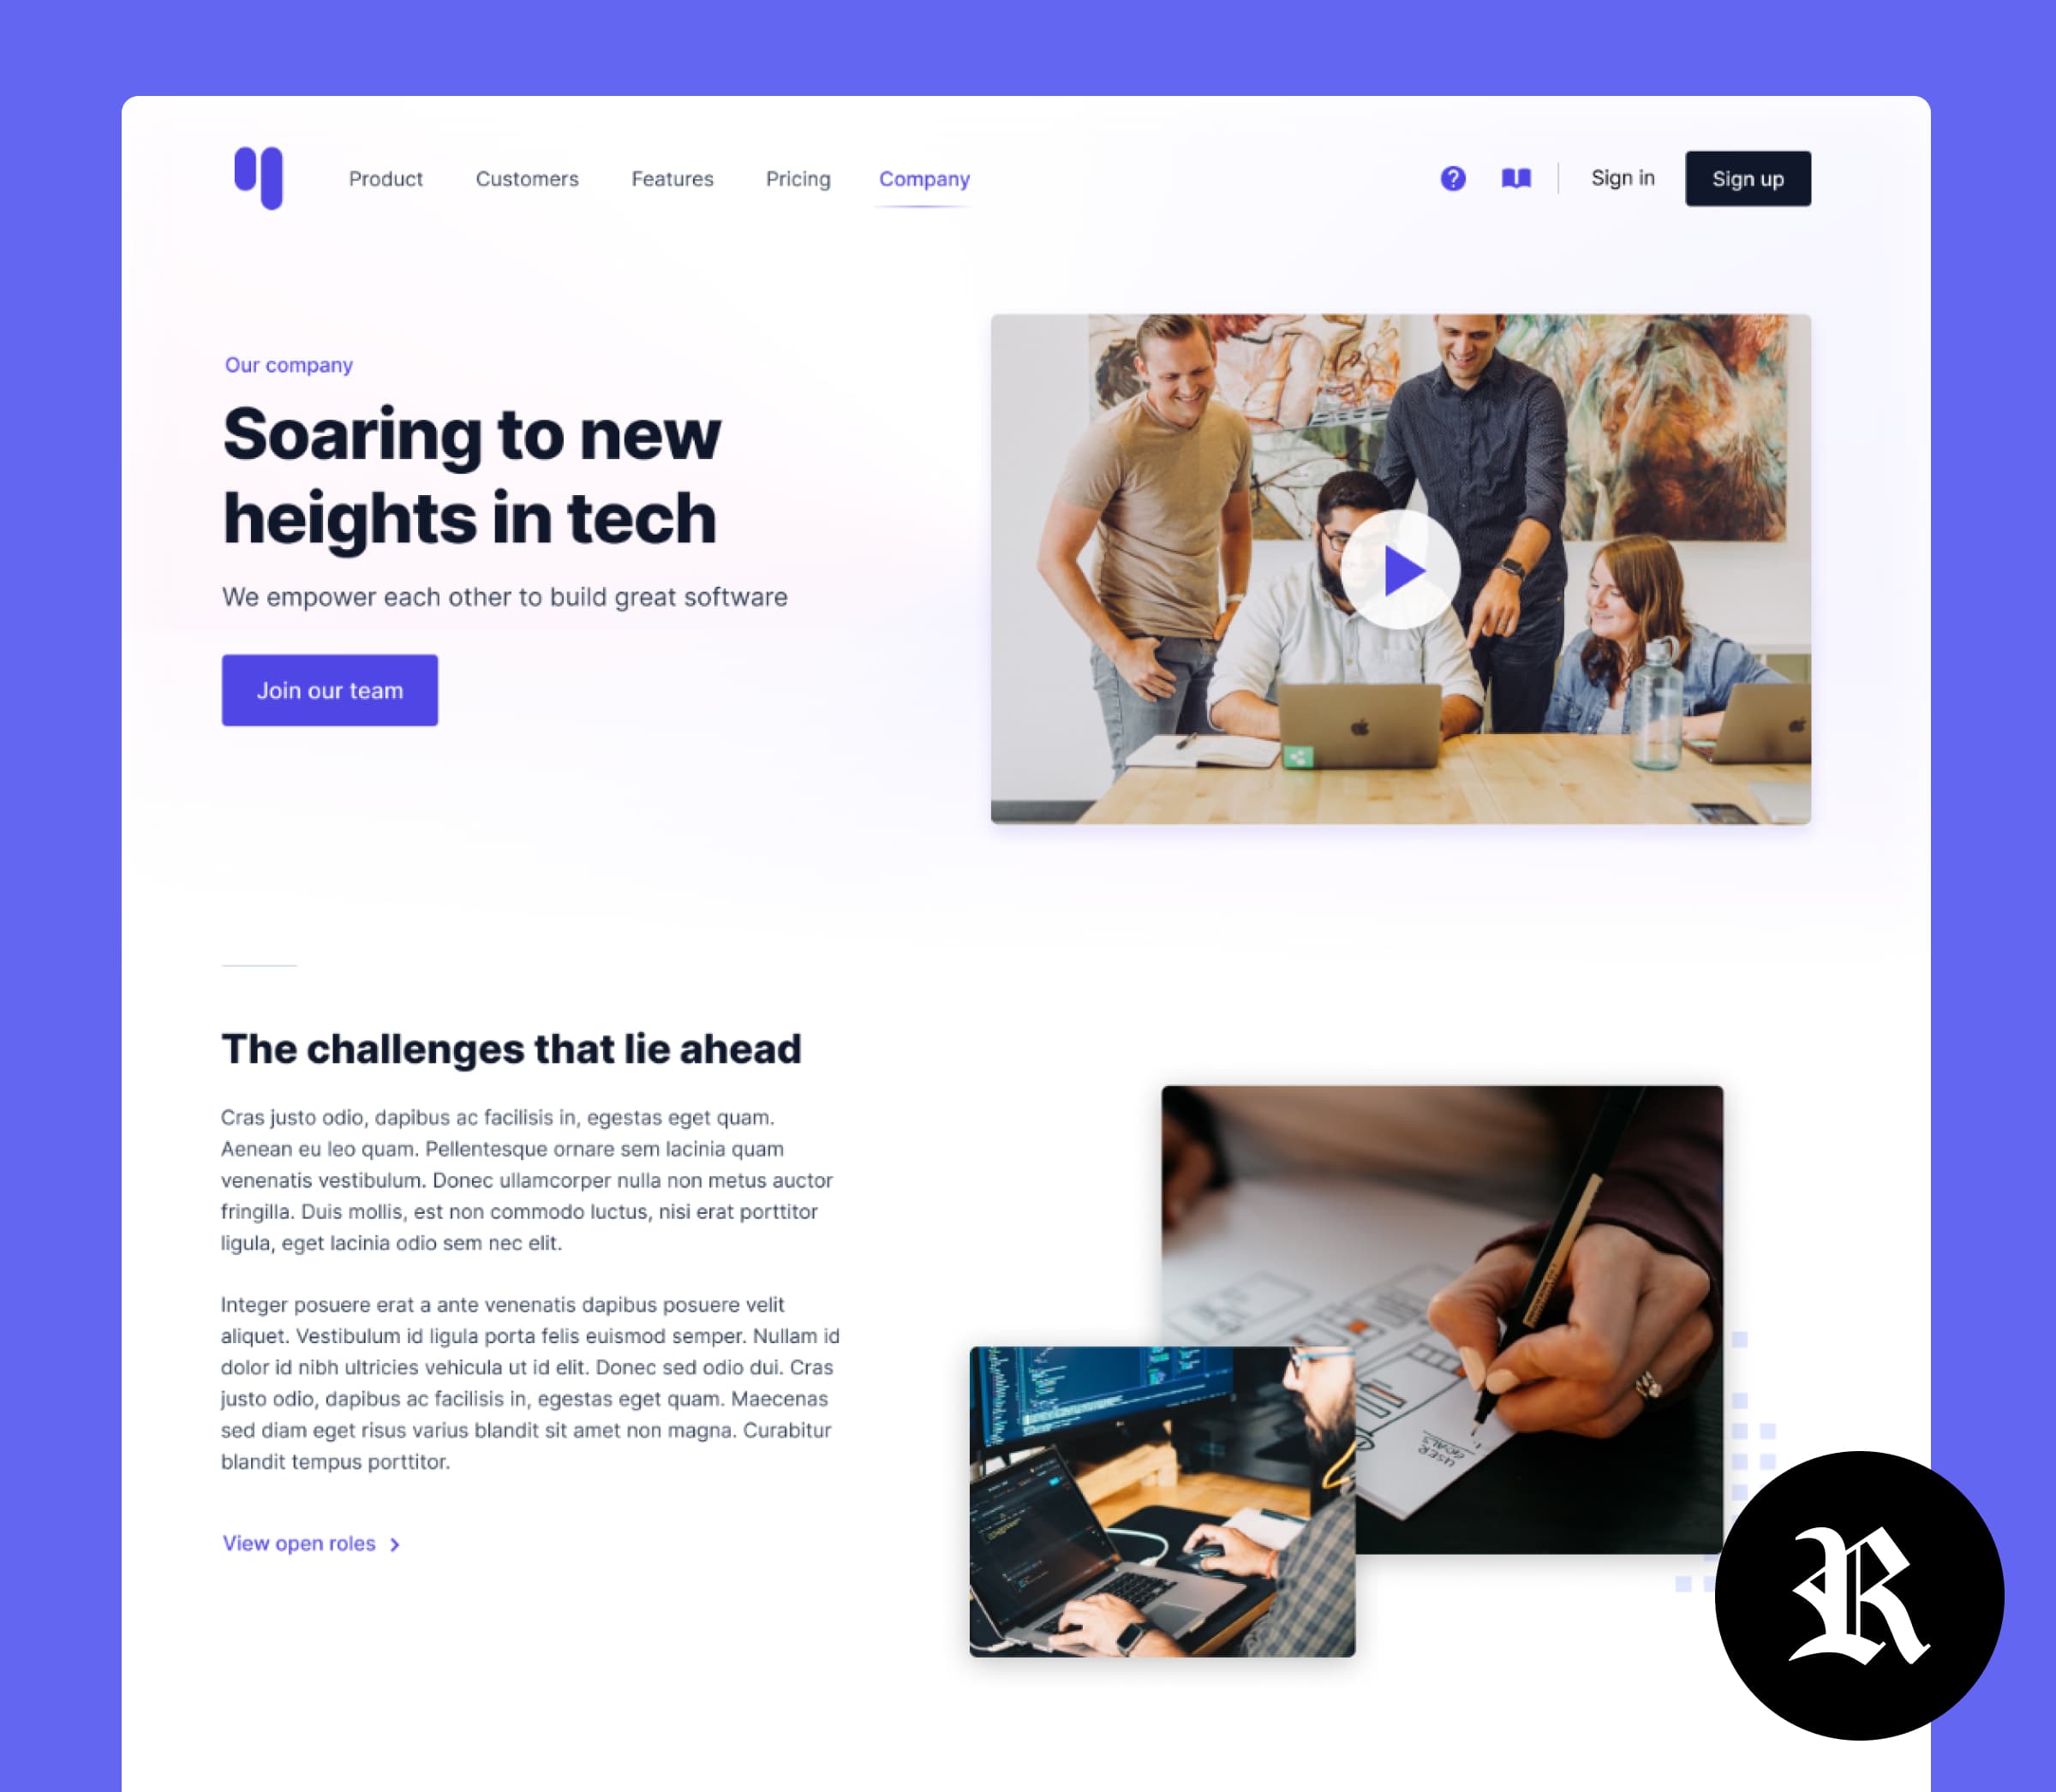 Product Customers Features Pricing Company Sign in Sign up
Our company
Soaring to new
heights in tech
We empower each other to build great software
Join our team
The challenges that lie ahead
Cras justo odio, dapibus ac facilisis in, egestas eget quam.
Aenean eu leo quam. Pellentesque ornare sem lacinia quam
venenatis vestibulum. Donec ullamcorper nulla non metus auctor
fringilla. Duis mollis, est non commodo luctus, nisi erat porttitor
ligula, eget lacinia odio sem nec elit.
Integer posuere erat a ante venenatis dapibus posuere velit
aliquet. Vestibulum id ligula porta felis euismod semper. Nullam id
dolor id nibh ultricies vehicula ut id elit. Donec sed odio dui. Cras
justo odio, dapibus ac facilisis in, egestas eget quam. Maecenas
sed diam eget risus varius blandit sit amet non magna. Curabitur
blandit tempus porttitor.
View open roles
USER
GOALS
1.
R